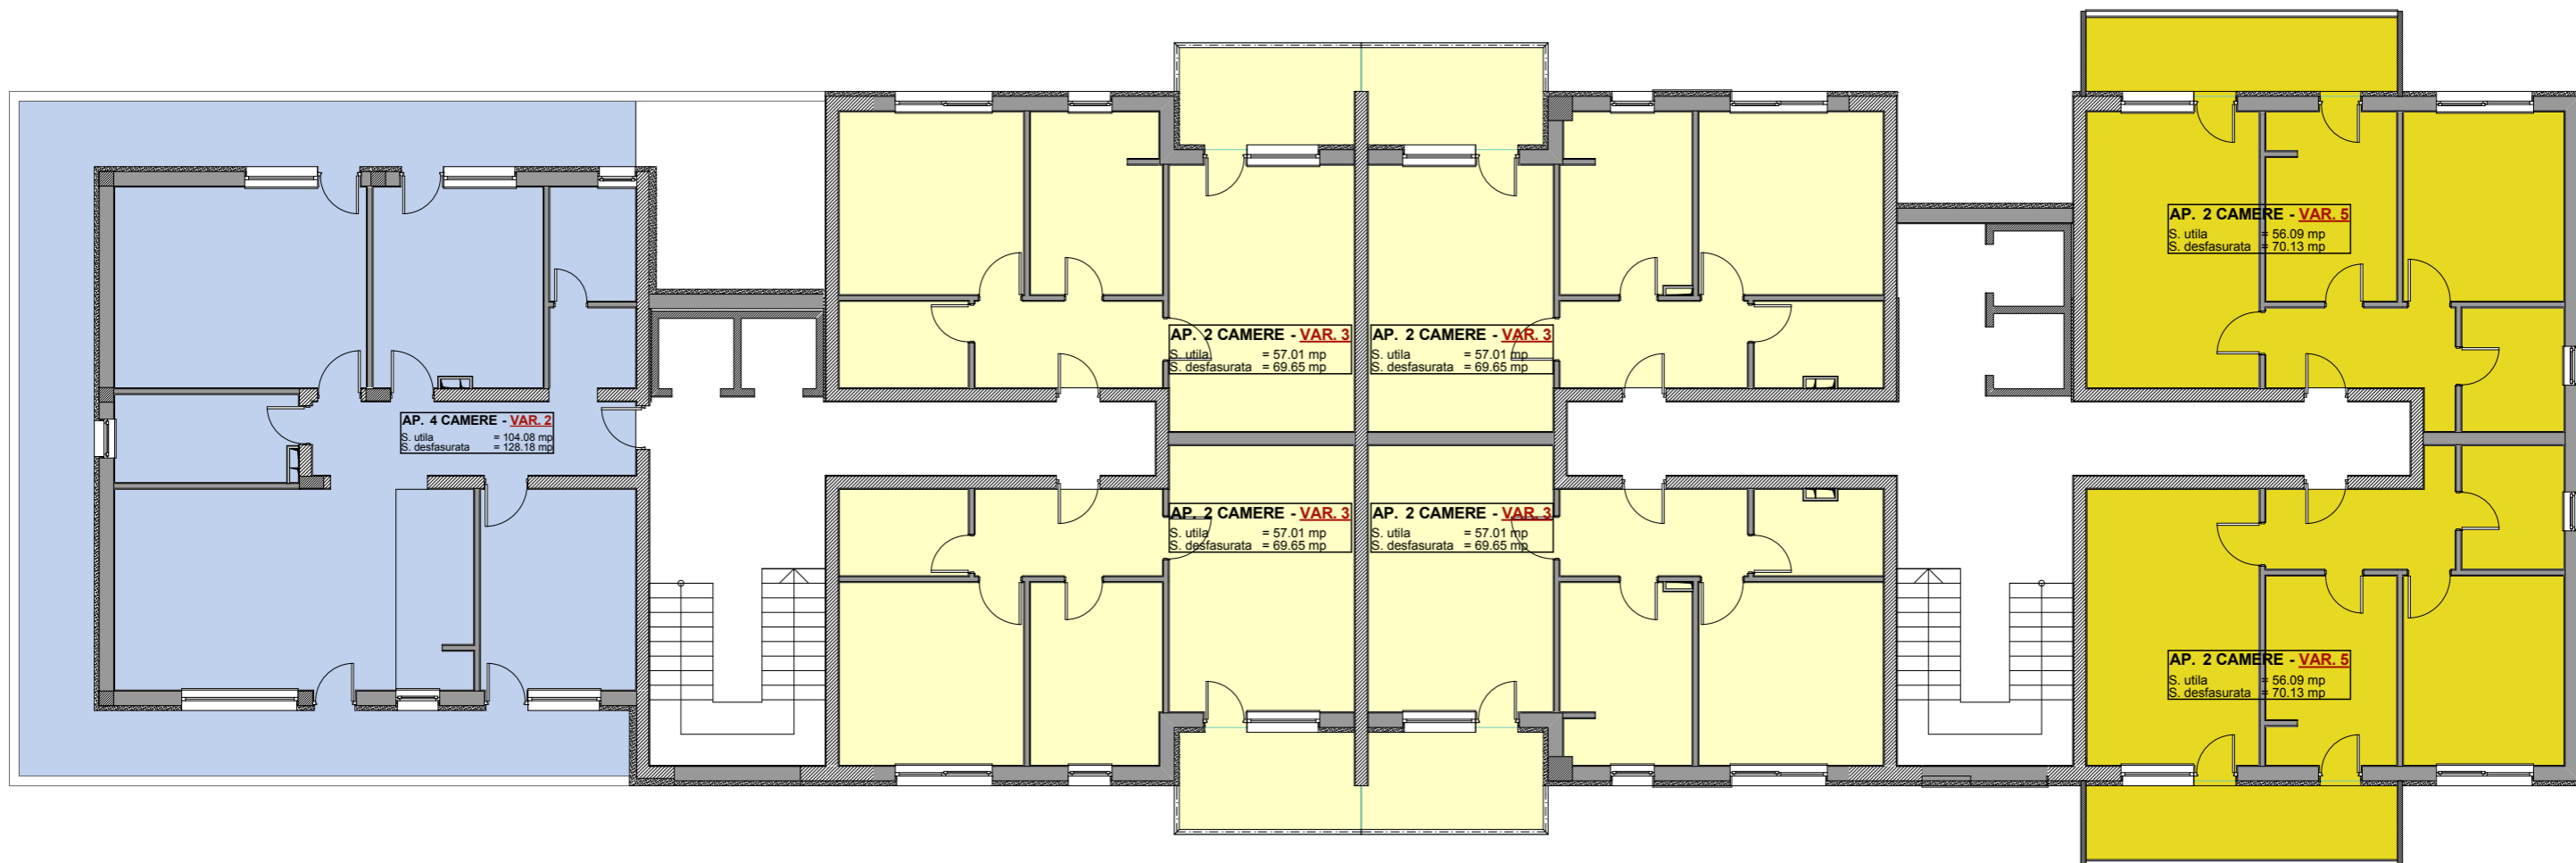 AP. 2 CAMERE - VAR. 5
S. utila = 56.09 mp
S. desfasurata = 70.13 mp
AP. 2 CAMERE - VAR. 3
S. utila = 57.01 mp
S. desfasurata = 69.65 mp
AP. 2 CAMERE - VAR. 3
S. utila = 57.01 mp
S. desfasurata = 69.65 mp
AP. 4 CAMERE - VAR. 2
S. utila = 104.08 mp
S. desfasurata = 128.18 mp
AP. 2 CAMERE - VAR. 3
S. utila = 57.01 mp
S. desfasurata = 69.65 mp
AP. 2 CAMERE - VAR. 3
S. utila = 57.01 mp
S. desfasurata = 69.65 mp
AP. 2 CAMERE - VAR. 5
S. utila = 56.09 mp
S. desfasurata = 70.13 mp